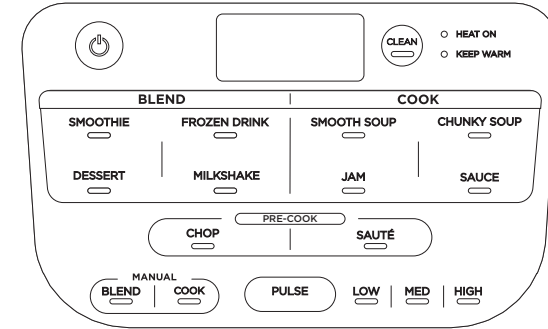 CLEAN
HEAT ON
KEEP WARM
BLEND COOK
SMOOTHIE FROZEN DRINK SMOOTH SOUP CHUNKY SOUP
DESSERT MILKSHAKE JAM SAUCE
PRE-COOK
CHOP SAUTÉ
MANUAL
BLEND COOK PULSE LOW MED HIGH